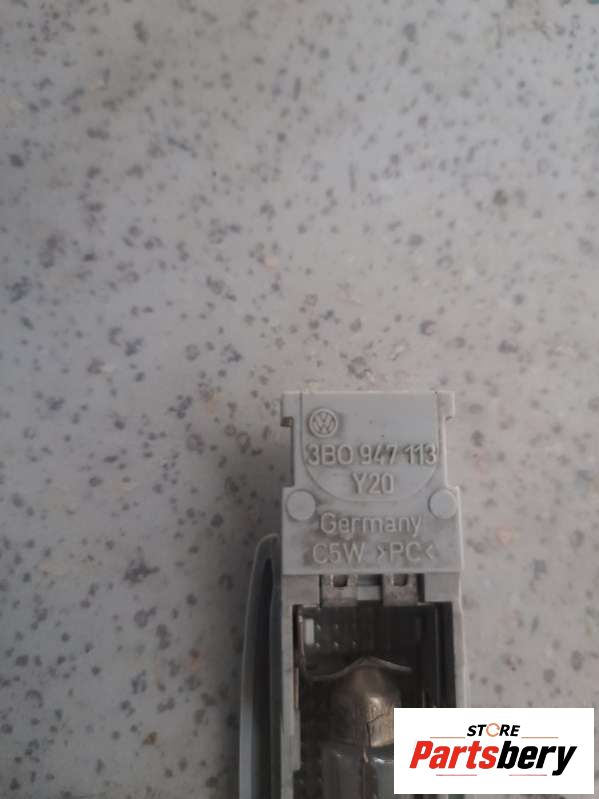 3B0 947 113
Y20
Germany
C5W >PC<
STORE
Partsbery